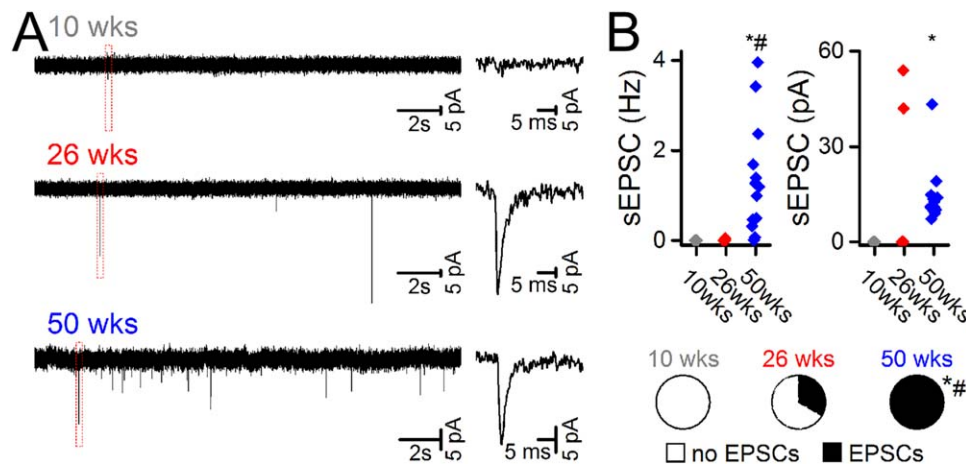 A
10 wks
2s
5 pA
5 ms
5 pA
26 wks
2s
5 pA
5 ms
5 pA
50 wks
2s
5 pA
5 ms
5 pA
B
*#
sEPSC (Hz)
4
2
0
10wks
26wks
50wks
*
sEPSC (pA)
60
30
0
10wks
26wks
50wks
10 wks
26 wks
50 wks
*#
no EPSCs
EPSCs